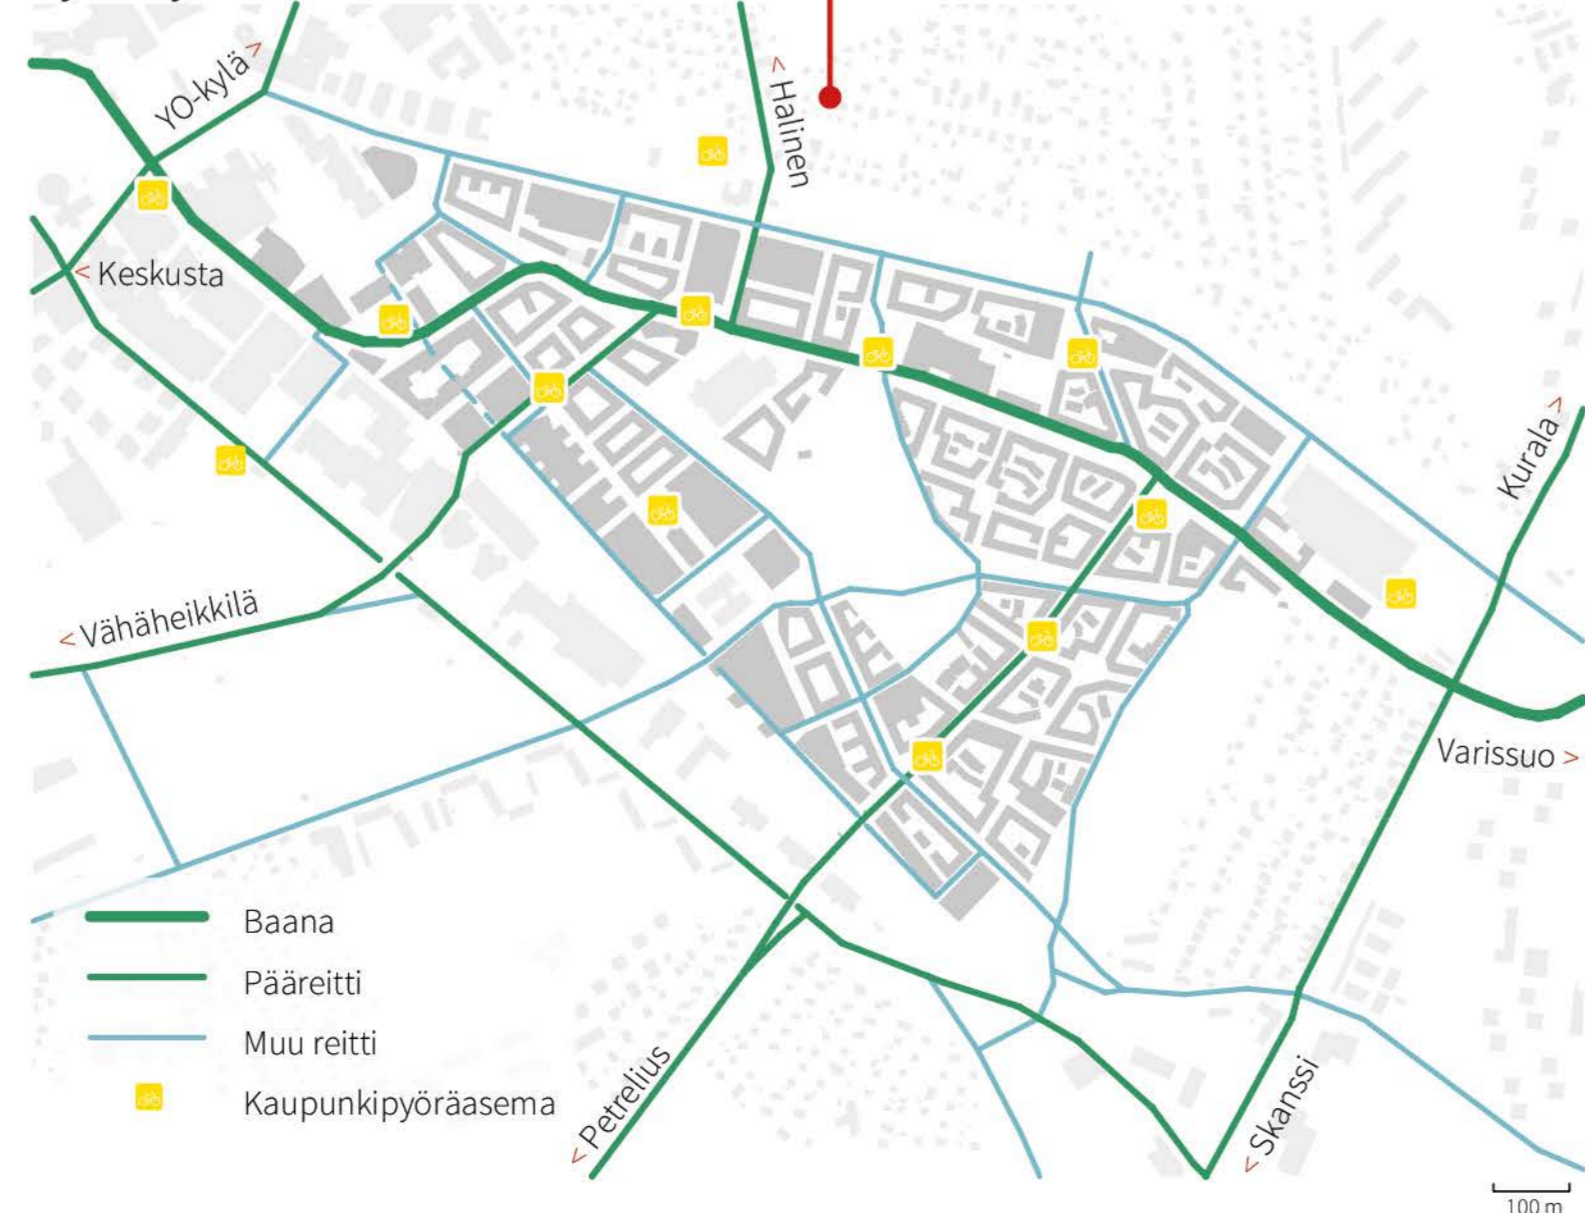 YO-kylä >
< Halinen
< Keskusta
Kurala >
< Vähäheikkilä
Varissuo >
Baana
Pääreitti
Muu reitti
Kaupunkipyöräasema
< Petrelius
< Skanssi
100 m